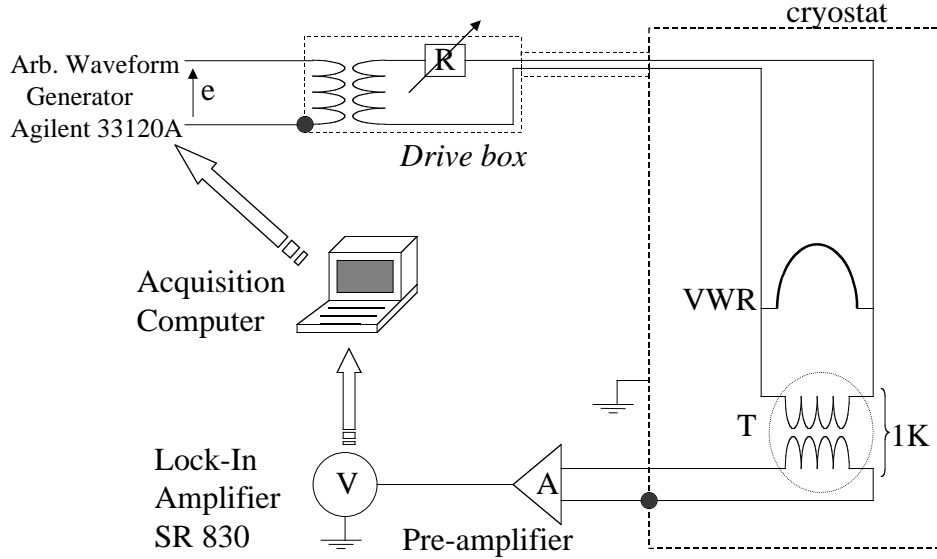 cryostat
Arb. Waveform
Generator
Agilent 33120A
e
R
Drive box
Acquisition
Computer
VWR
T
1K
Lock-In
Amplifier
SR 830
V
A
Pre-amplifier